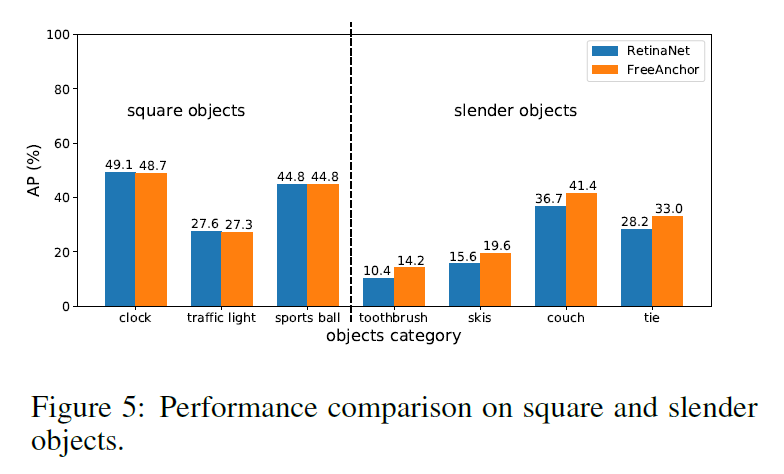 100
80
60
40
20
0
AP (%)
RetinaNet
FreeAnchor
square objects
slender objects
49.1 48.7
27.6 27.3
44.8 44.8
10.4 14.2
15.6 19.6
36.7 41.4
28.2 33.0
clock traffic light sports ball toothbrush skis couch tie
objects category
Figure 5: Performance comparison on square and slender
objects.